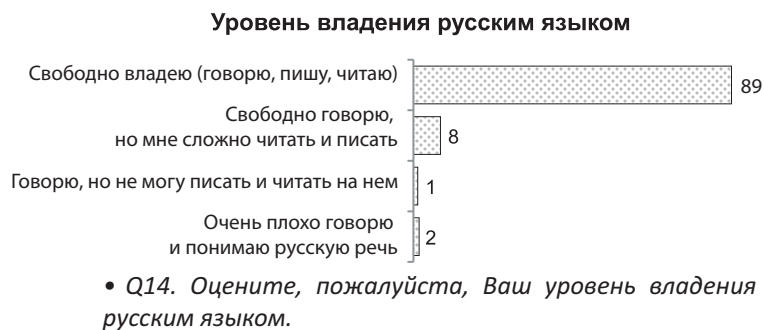 Уровень владения русским языком
Свободно владею (говорю, пишу, читаю)
89
Свободно говорю,
но мне сложно читать и писать
8
Говорю, но не могу писать и читать на нем
1
Очень плохо говорю
и понимаю русскую речь
2
• Q14. Оцените, пожалуйста, Ваш уровень владения
русским языком.